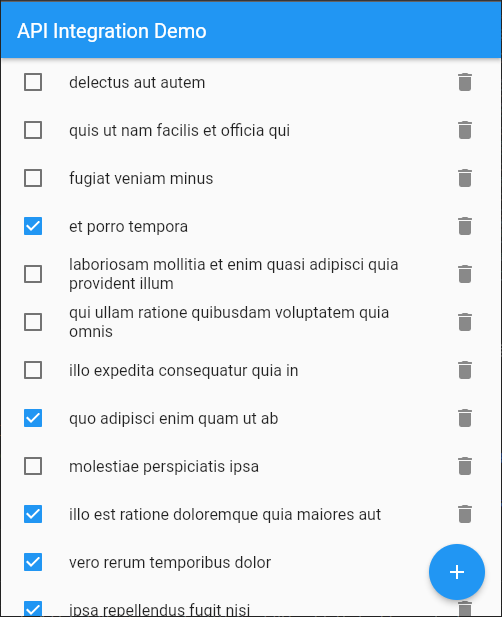 API Integration Demo
delectus aut autem
quis ut nam facilis et officia qui
fugiat veniam minus
et porro tempora
laboriosam mollitia et enim quasi adipisci quia
provident illum
qui ullam ratione quibusdam voluptatem quia
omnis
illo expedita consequatur quia in
quo adipisci enim quam ut ab
molestiae perspiciatis ipsa
illo est ratione doloremque quia maiores aut
vero rerum temporibus dolor
ipsa repellendus fugit nisi